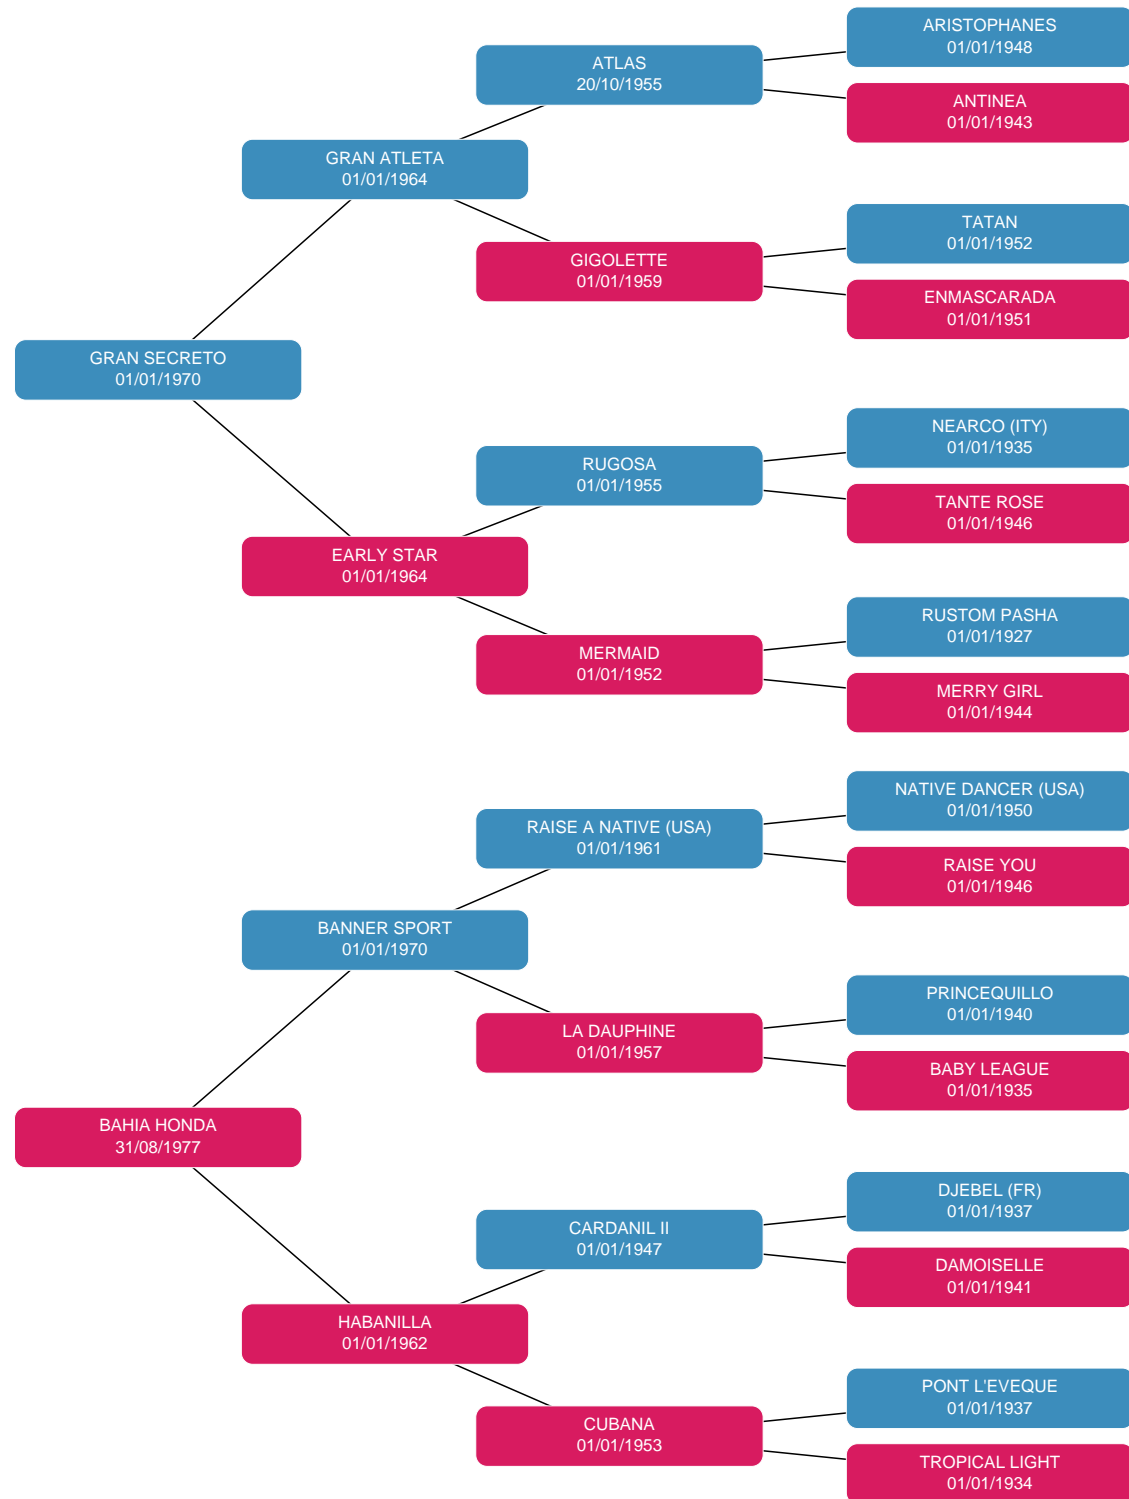 ARISTOPHANES
01/01/1948
ATLAS
20/10/1955
ANTINEA
01/01/1943
GRAN ATLETA
01/01/1964
TATAN
01/01/1952
GIGOLETTE
01/01/1959
ENMASCARADA
01/01/1951
GRAN SECRETO
01/01/1970
NEARCO (ITY)
01/01/1935
RUGOSA
01/01/1955
TANTE ROSE
01/01/1946
EARLY STAR
01/01/1964
RUSTOM PASHA
01/01/1927
MERMAID
01/01/1952
MERRY GIRL
01/01/1944
NATIVE DANCER (USA)
01/01/1950
RAISE A NATIVE (USA)
01/01/1961
RAISE YOU
01/01/1946
BANNER SPORT
01/01/1970
PRINCEQUILLO
01/01/1940
LA DAUPHINE
01/01/1957
BABY LEAGUE
01/01/1935
BAHIA HONDA
31/08/1977
DJEBEL (FR)
01/01/1937
CARDANIL II
01/01/1947
DAMOISELLE
01/01/1941
HABANILLA
01/01/1962
PONT L'EVEQUE
01/01/1937
CUBANA
01/01/1953
TROPICAL LIGHT
01/01/1934